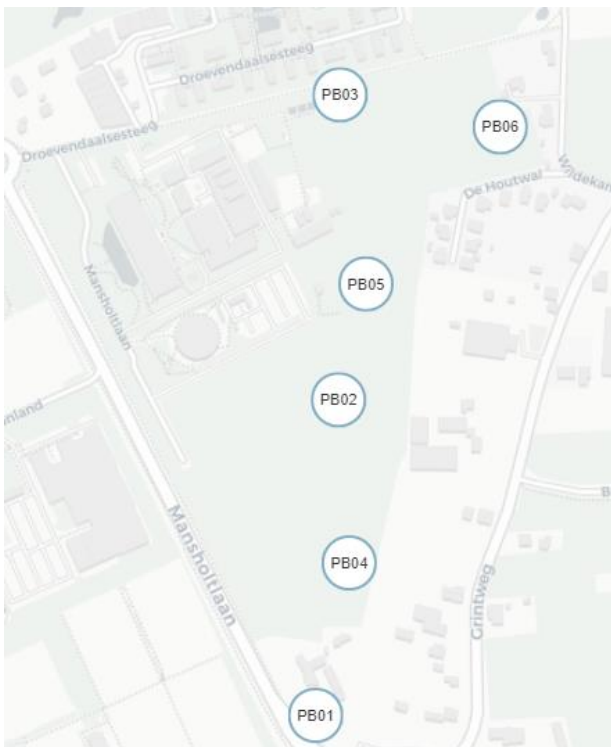 Droevendaalsesteeg
PB03
PB06
Droevendaalsesteeg
De Houtwal
PB05
Mansholtlaan
PB02
Mansholtlaan
PB04
Grintweg
PB01